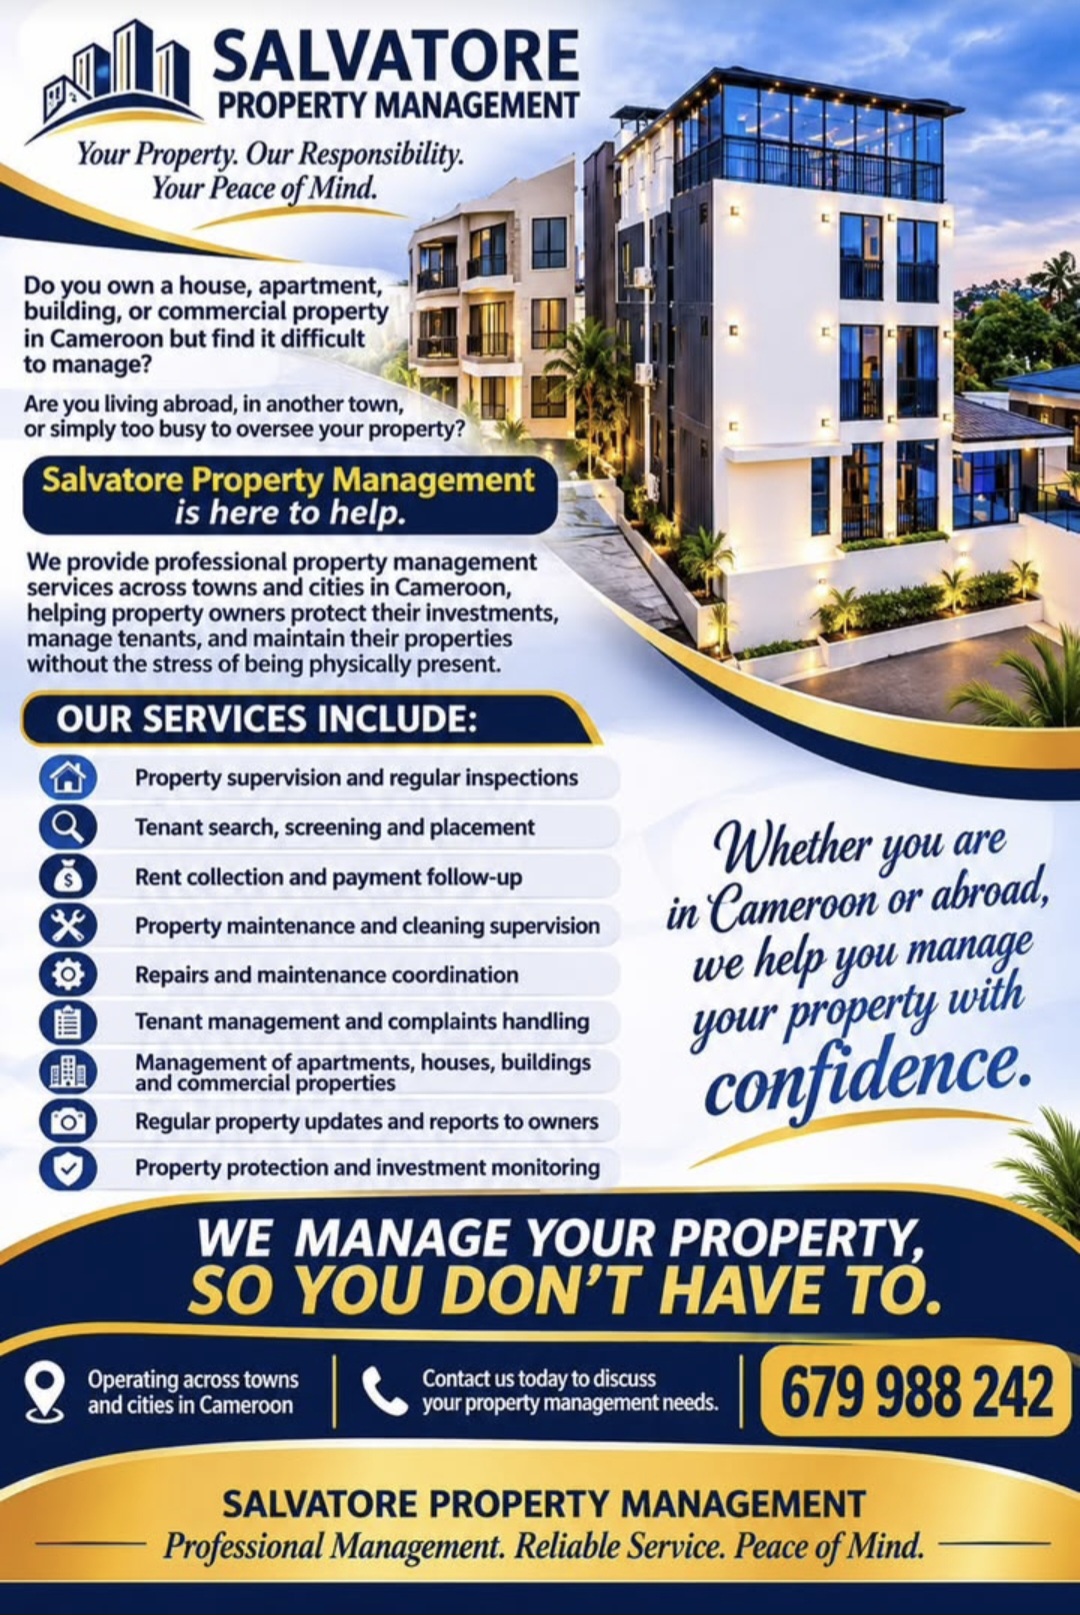 SALVATORE
PROPERTY MANAGEMENT
Your Property. Our Responsibility.
Your Peace of Mind.
Do you own a house, apartment,
building, or commercial property
in Cameroon but find it difficult
to manage?
Are you living abroad, in another town,
or simply too busy to oversee your property?
Salvatore Property Management
is here to help.
We provide professional property management
services across towns and cities in Cameroon,
helping property owners protect their investments,
manage tenants, and maintain their properties
without the stress of being physically present.
OUR SERVICES INCLUDE:
Property supervision and regular inspections
Tenant search, screening and placement
$
Rent collection and payment follow-up
Property maintenance and cleaning supervision
Repairs and maintenance coordination
Tenant management and complaints handling
Management of apartments, houses, buildings
and commercial properties
Regular property updates and reports to owners
Property protection and investment monitoring
Whether you are
in Cameroon or abroad,
we help you manage
your property with
confidence.
WE MANAGE YOUR PROPERTY,
SO YOU DON'T HAVE TO.
Operating across towns
and cities in Cameroon
Contact us today to discuss
your property management needs.
679 988 242
SALVATORE PROPERTY MANAGEMENT
Professional Management. Reliable Service. Peace of Mind.